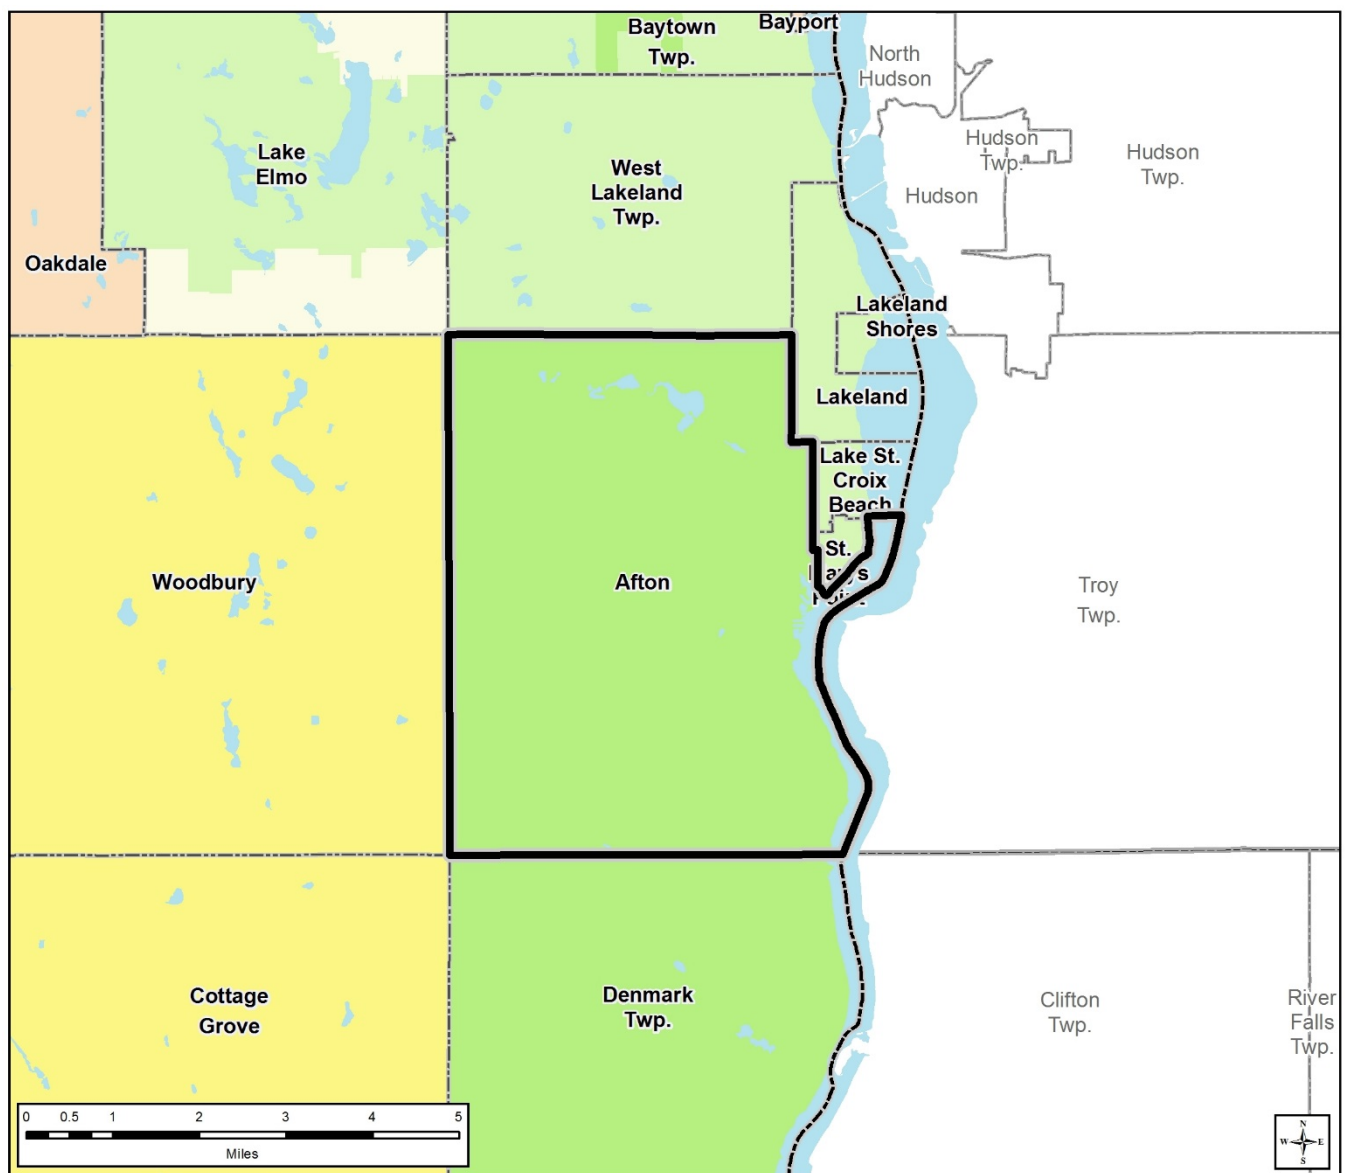 Baytown
Twp.
Bayport
North
Hudson
Hudson
Twp.
Hudson
Twp.
Hudson
Lake
Elmo
West
Lakeland
Twp.
Oakdale
Lakeland
Shores
Lakeland
Lake St.
Croix
Beach
St.
Marys
Point
Woodbury
Afton
Troy
Twp.
Cottage
Grove
Denmark
Twp.
Clifton
Twp.
River
Falls
Twp.
0 0.5 1 2 3 4 5
Miles
N
W E
S